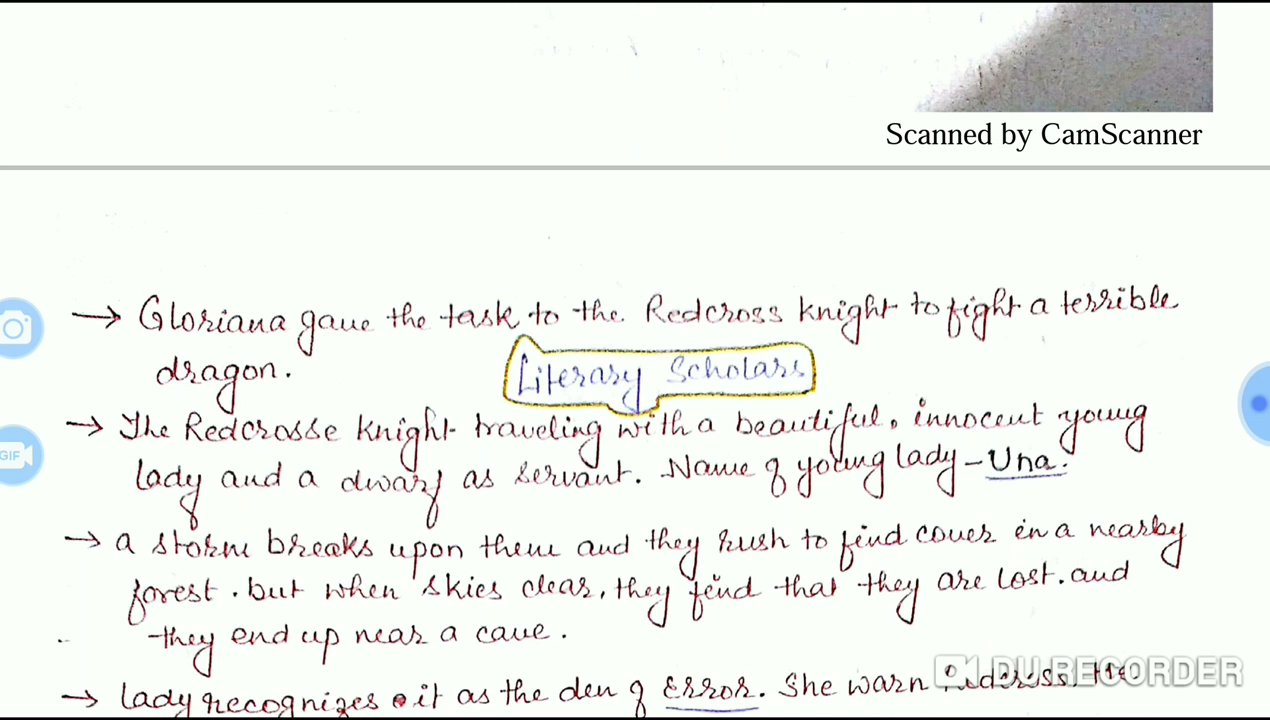 Scanned by CamScanner
→ Gloriana gave the task to the Redcross knight to fight a terrible
dragon.
Literary Scholars
→ The Redcrosse knight traveling with a beautiful, innocent young
lady and a dwarf as servant. Name of young lady - Una.
→ a storm breaks upon them and they rush to find cover in a nearby
forest. but when skies clear, they find that they are lost. and
they end up near a cave.
GIF
→ lady recognizes it as the den of Error. She warn
DU RECORDER